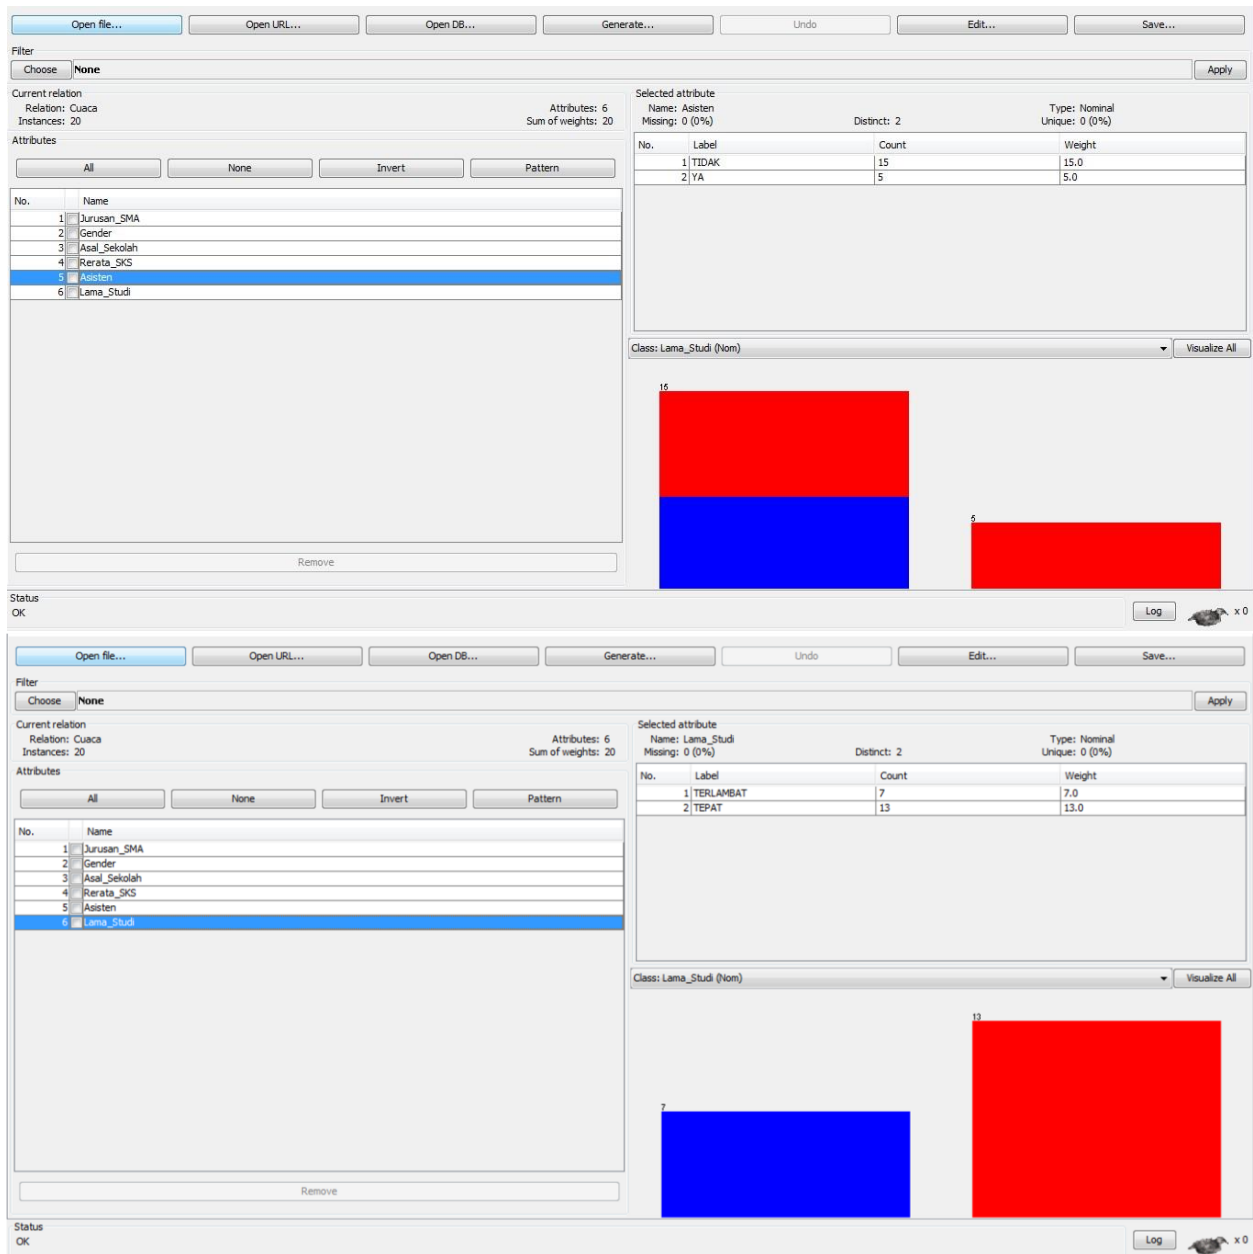 Open file... Open URL... Open DB... Generate... Undo Edit... Save...
Filter
Choose None Apply
Current relation
Relation: Cuaca Attributes: 6
Instances: 20 Sum of weights: 20
Attributes
All None Invert Pattern
No. Name
1 Jurusan_SMA
2 Gender
3 Asal_Sekolah
4 Rerata_SKS
5 Asisten
6 Lama_Studi
Remove
Selected attribute
Name: Asisten Type: Nominal
Missing: 0 (0%) Distinct: 2 Unique: 0 (0%)
No. Label Count Weight
1 TIDAK 15 15.0
2 YA 5 5.0
Class: Lama_Studi (Nom) Visualize All
15
5
Status
OK
Log x 0
Open file... Open URL... Open DB... Generate... Undo Edit... Save...
Filter
Choose None Apply
Current relation
Relation: Cuaca Attributes: 6
Instances: 20 Sum of weights: 20
Attributes
All None Invert Pattern
No. Name
1 Jurusan_SMA
2 Gender
3 Asal_Sekolah
4 Rerata_SKS
5 Asisten
6 Lama_Studi
Remove
Selected attribute
Name: Lama_Studi Type: Nominal
Missing: 0 (0%) Distinct: 2 Unique: 0 (0%)
No. Label Count Weight
1 TERLAMBAT 7 7.0
2 TEPAT 13 13.0
Class: Lama_Studi (Nom) Visualize All
13
7
Status
OK
Log x 0